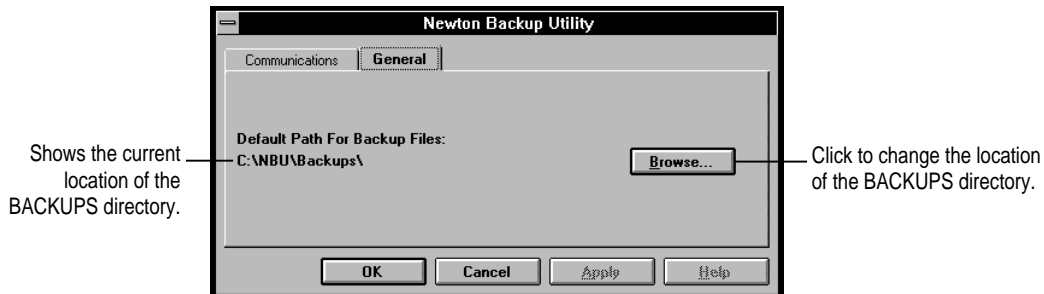 Newton Backup Utility
Communications
General
Default Path For Backup Files:
C:\NBU\Backups\
Browse...
OK
Cancel
Apply
Help
Shows the current
location of the
BACKUPS directory.
Click to change the location
of the BACKUPS directory.